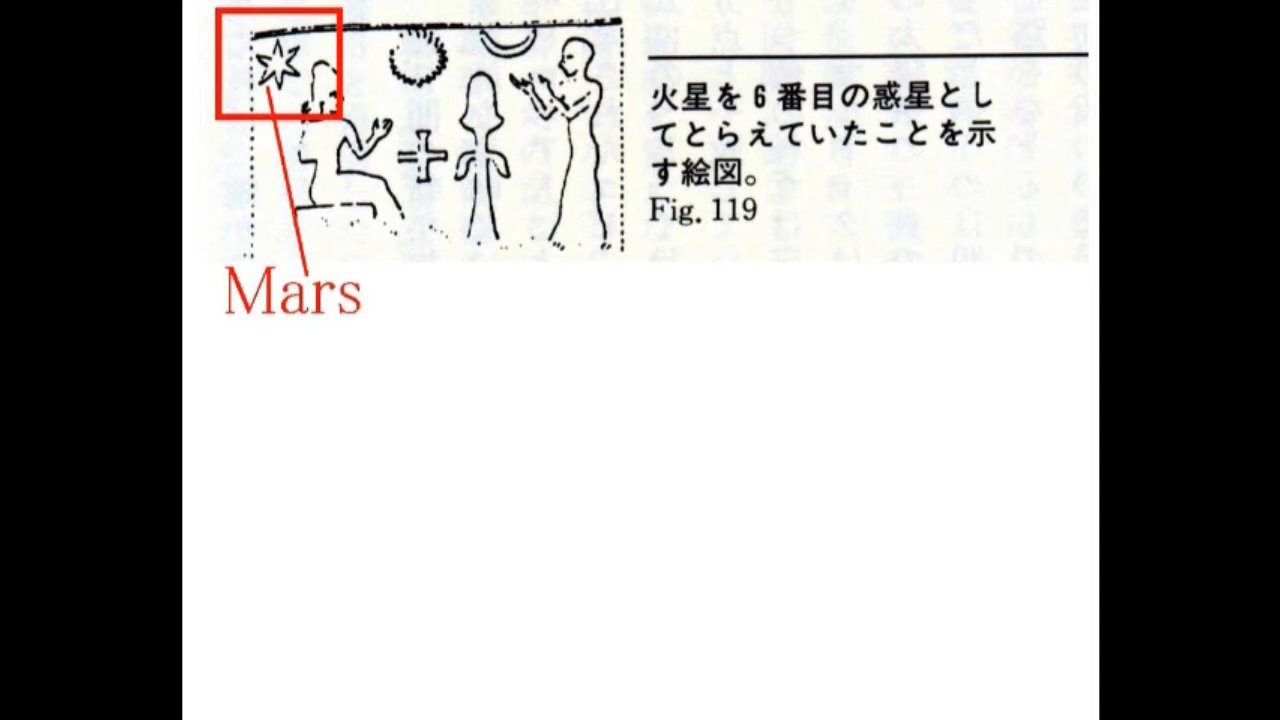 火星を6番目の惑星とし
てとらえていたことを示
す絵図。
Fig. 119
Mars